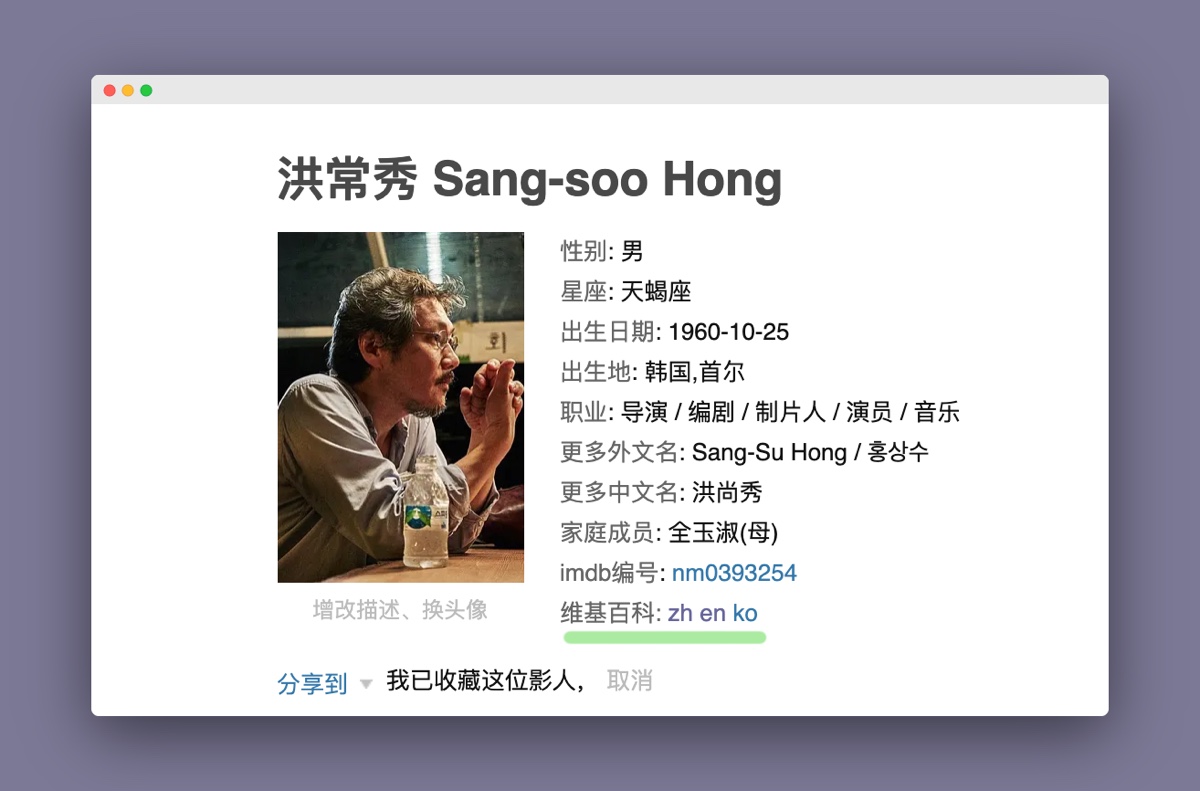 洪常秀 Sang-soo Hong
性别: 男
星座: 天蝎座
出生日期: 1960-10-25
出生地: 韩国,首尔
职业: 导演 / 编剧 / 制片人 / 演员 / 音乐
更多外文名: Sang-Su Hong / 홍상수
更多中文名: 洪尚秀
家庭成员: 全玉淑(母)
imdb编号: nm0393254
维基百科: zh en ko
增改描述、换头像
分享到 我已收藏这位影人， 取消